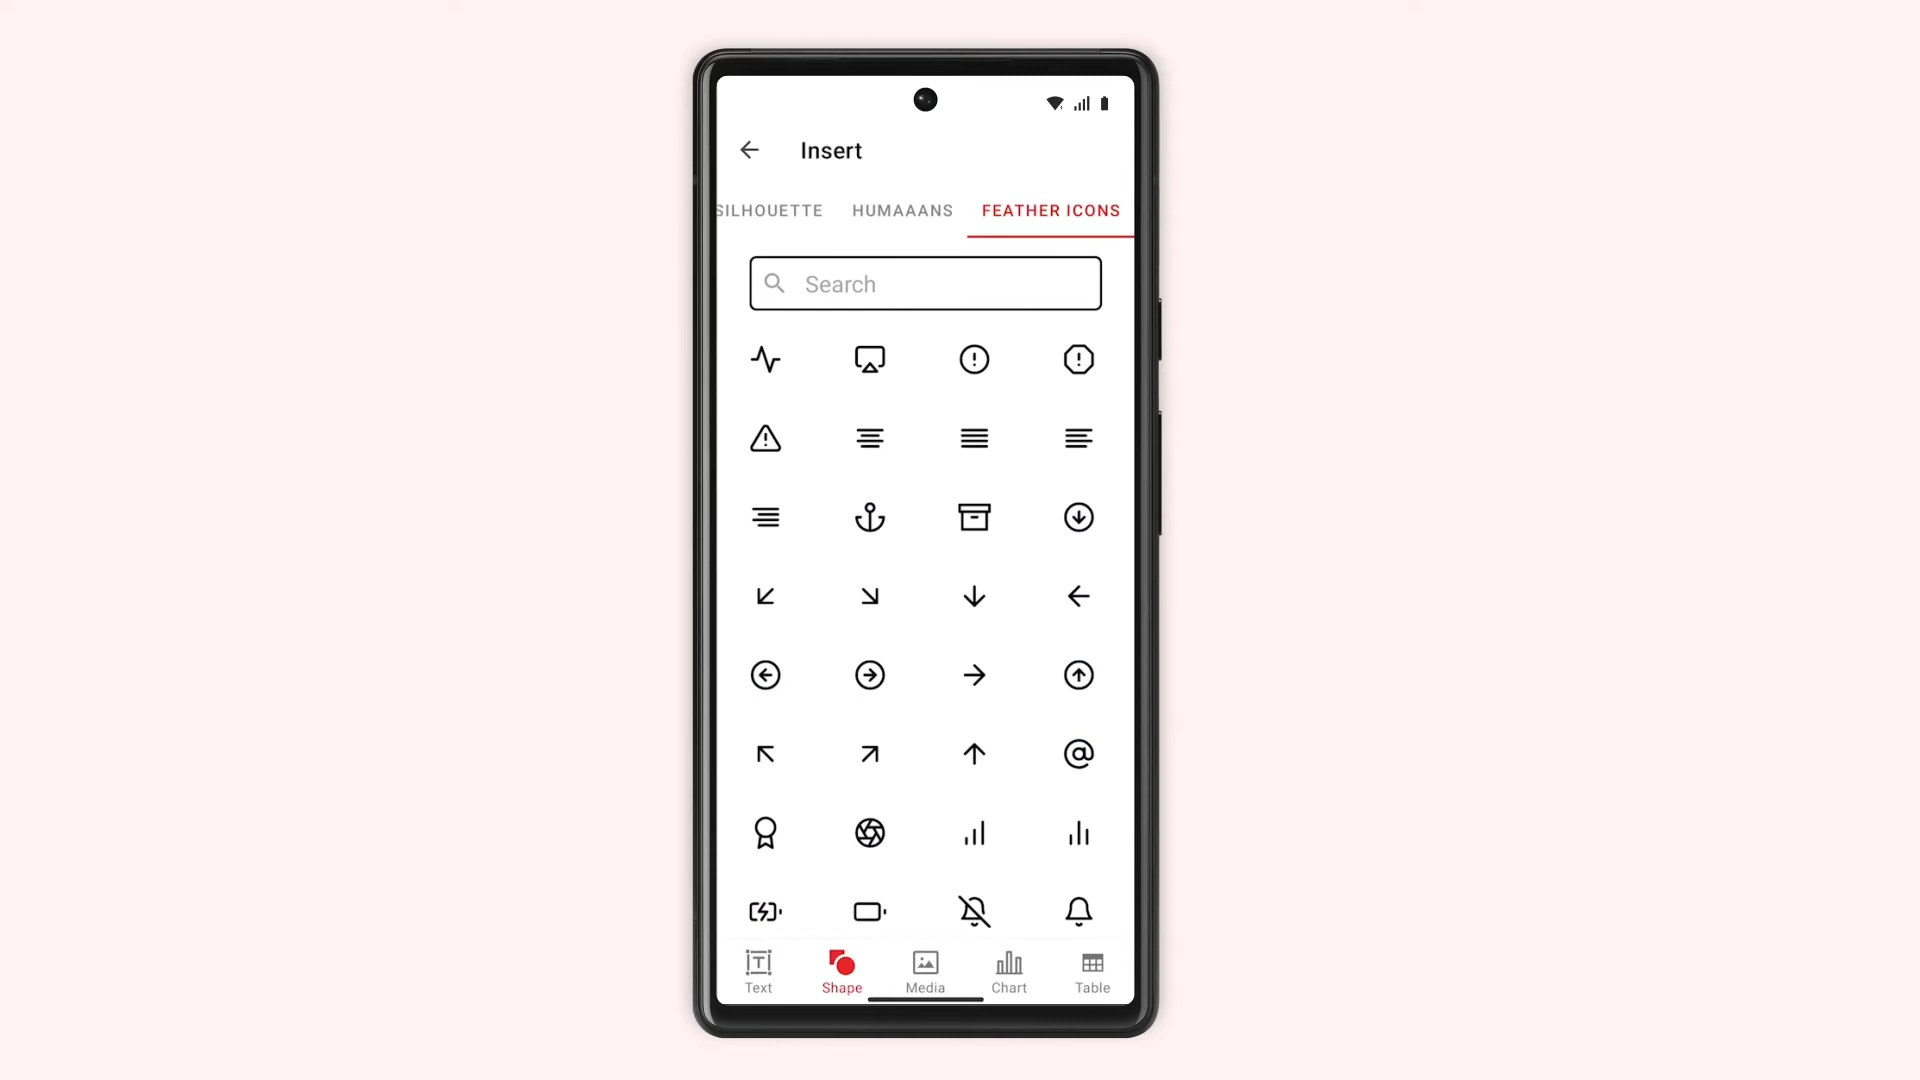 Insert
SILHOUETTE HUMAAANS FEATHER ICONS
Search
Text Shape Media Chart Table